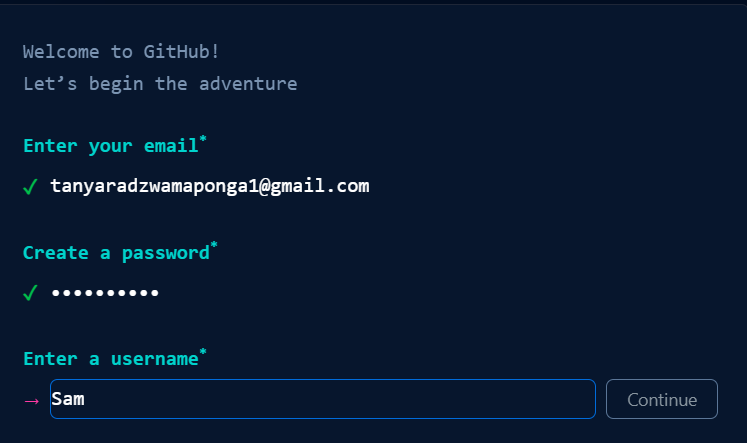 Welcome to GitHub!
Let’s begin the adventure
Enter your email*
✓ tanyaradzwamaponga1@gmail.com
Create a password*
✓ ••••••••••
Enter a username*
→ Sam Continue